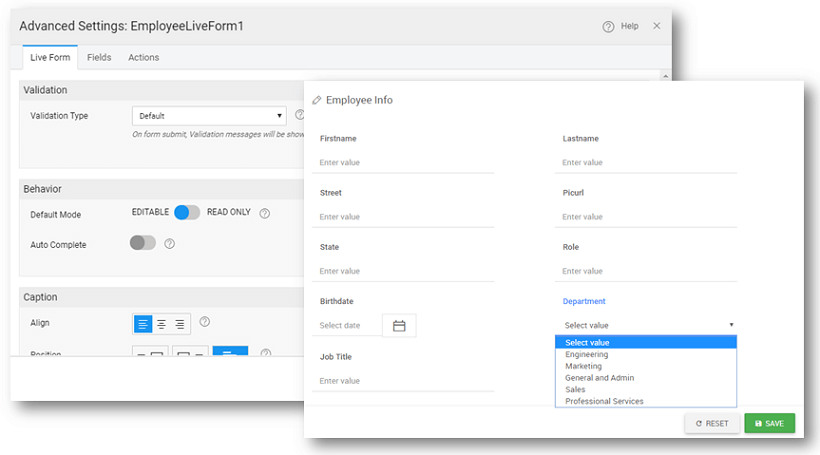 Advanced Settings: EmployeeLiveForm1
Help
Live Form Fields Actions
Validation
Validation Type Default
On form submit, Validation messages will be show
Behavior
Default Mode EDITABLE READ ONLY
Auto Complete
Caption
Align
Position
Employee Info
Firstname Lastname
Enter value Enter value
Street Picurl
Enter value Enter value
State Role
Enter value Enter value
Birthdate Department
Select date Select value
Select value
Engineering
Marketing
General and Admin
Sales
Professional Services
Job Title
Enter value
RESET SAVE